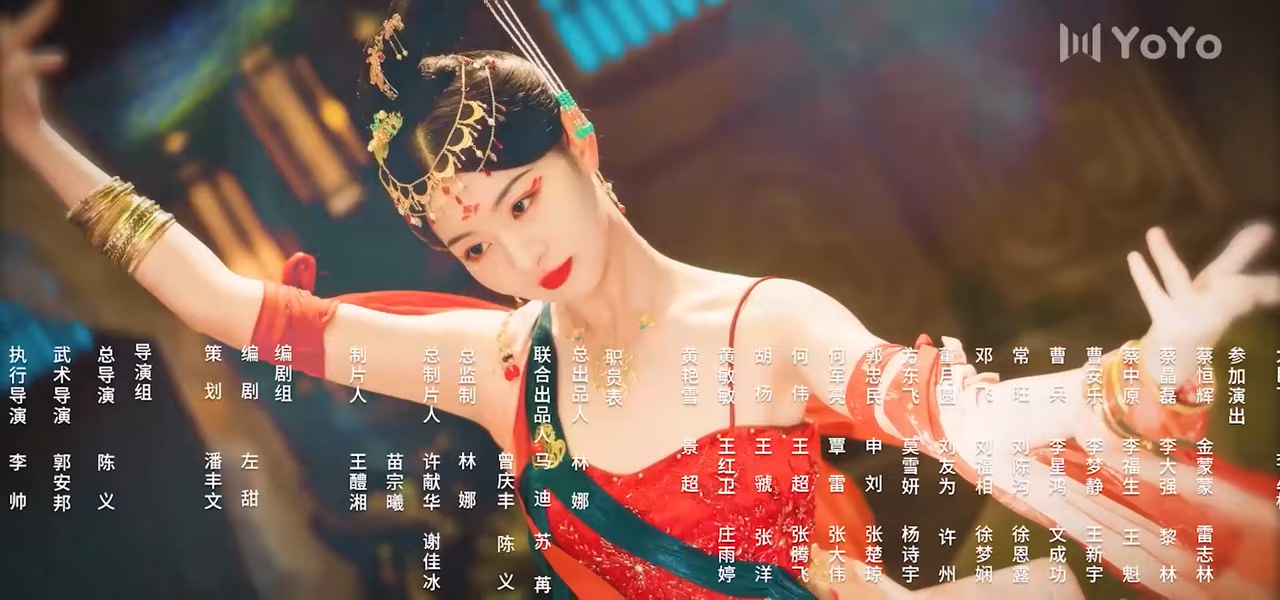 YoYo
参加演出
蔡恒辉 金蒙蒙 雷志林
蔡晶磊 李大强 黎林
蔡中原 李福生 王魁
曹安乐 李梦静 王新宇
曹兵 李星鸿 文成功
常旺 刘陈沟 徐恩露
邓飞 刘福相 徐梦娴
董月圆 刘友为 许州
方东飞 莫雪妍 杨诗宇
郭忠民 申刘 张楚琼
何军亮 覃雷 张大伟
何伟 王超 张腾飞
胡杨 王虢 张洋
黄敏敏 王红卫 庄雨婷
黄艳雪 景超
职员表
总出品人 林娜
联合出品人 马迪 苏苒
曾庆丰 陈义
总监制 林娜
总制片人 许献华 谢佳冰
苗宗曦
制片人 王醴湘
编剧组
编剧 左甜
策划 潘丰文
导演组
总导演 陈义
武术导演 郭安邦
执行导演 李帅